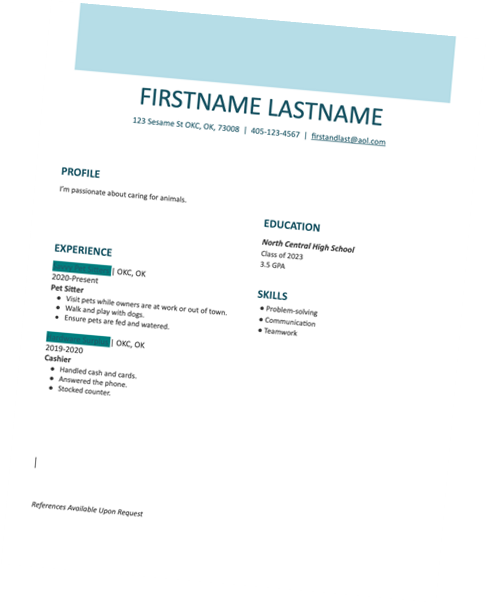 FIRSTNAME LASTNAME
123 Sesame St OKC, OK, 73008 | 405-123-4567 | firstandlast@aol.com
PROFILE
I'm passionate about caring for animals.
EXPERIENCE
| OKC, OK
2020-Present
Pet Sitter
● Visit pets while owners are at work or out of town.
● Walk and play with dogs.
● Ensure pets are fed and watered.
| OKC, OK
2019-2020
Cashier
● Handled cash and cards.
● Answered the phone.
● Stocked counter.
EDUCATION
North Central High School
Class of 2023
3.5 GPA
SKILLS
● Problem-solving
● Communication
● Teamwork
References Available Upon Request